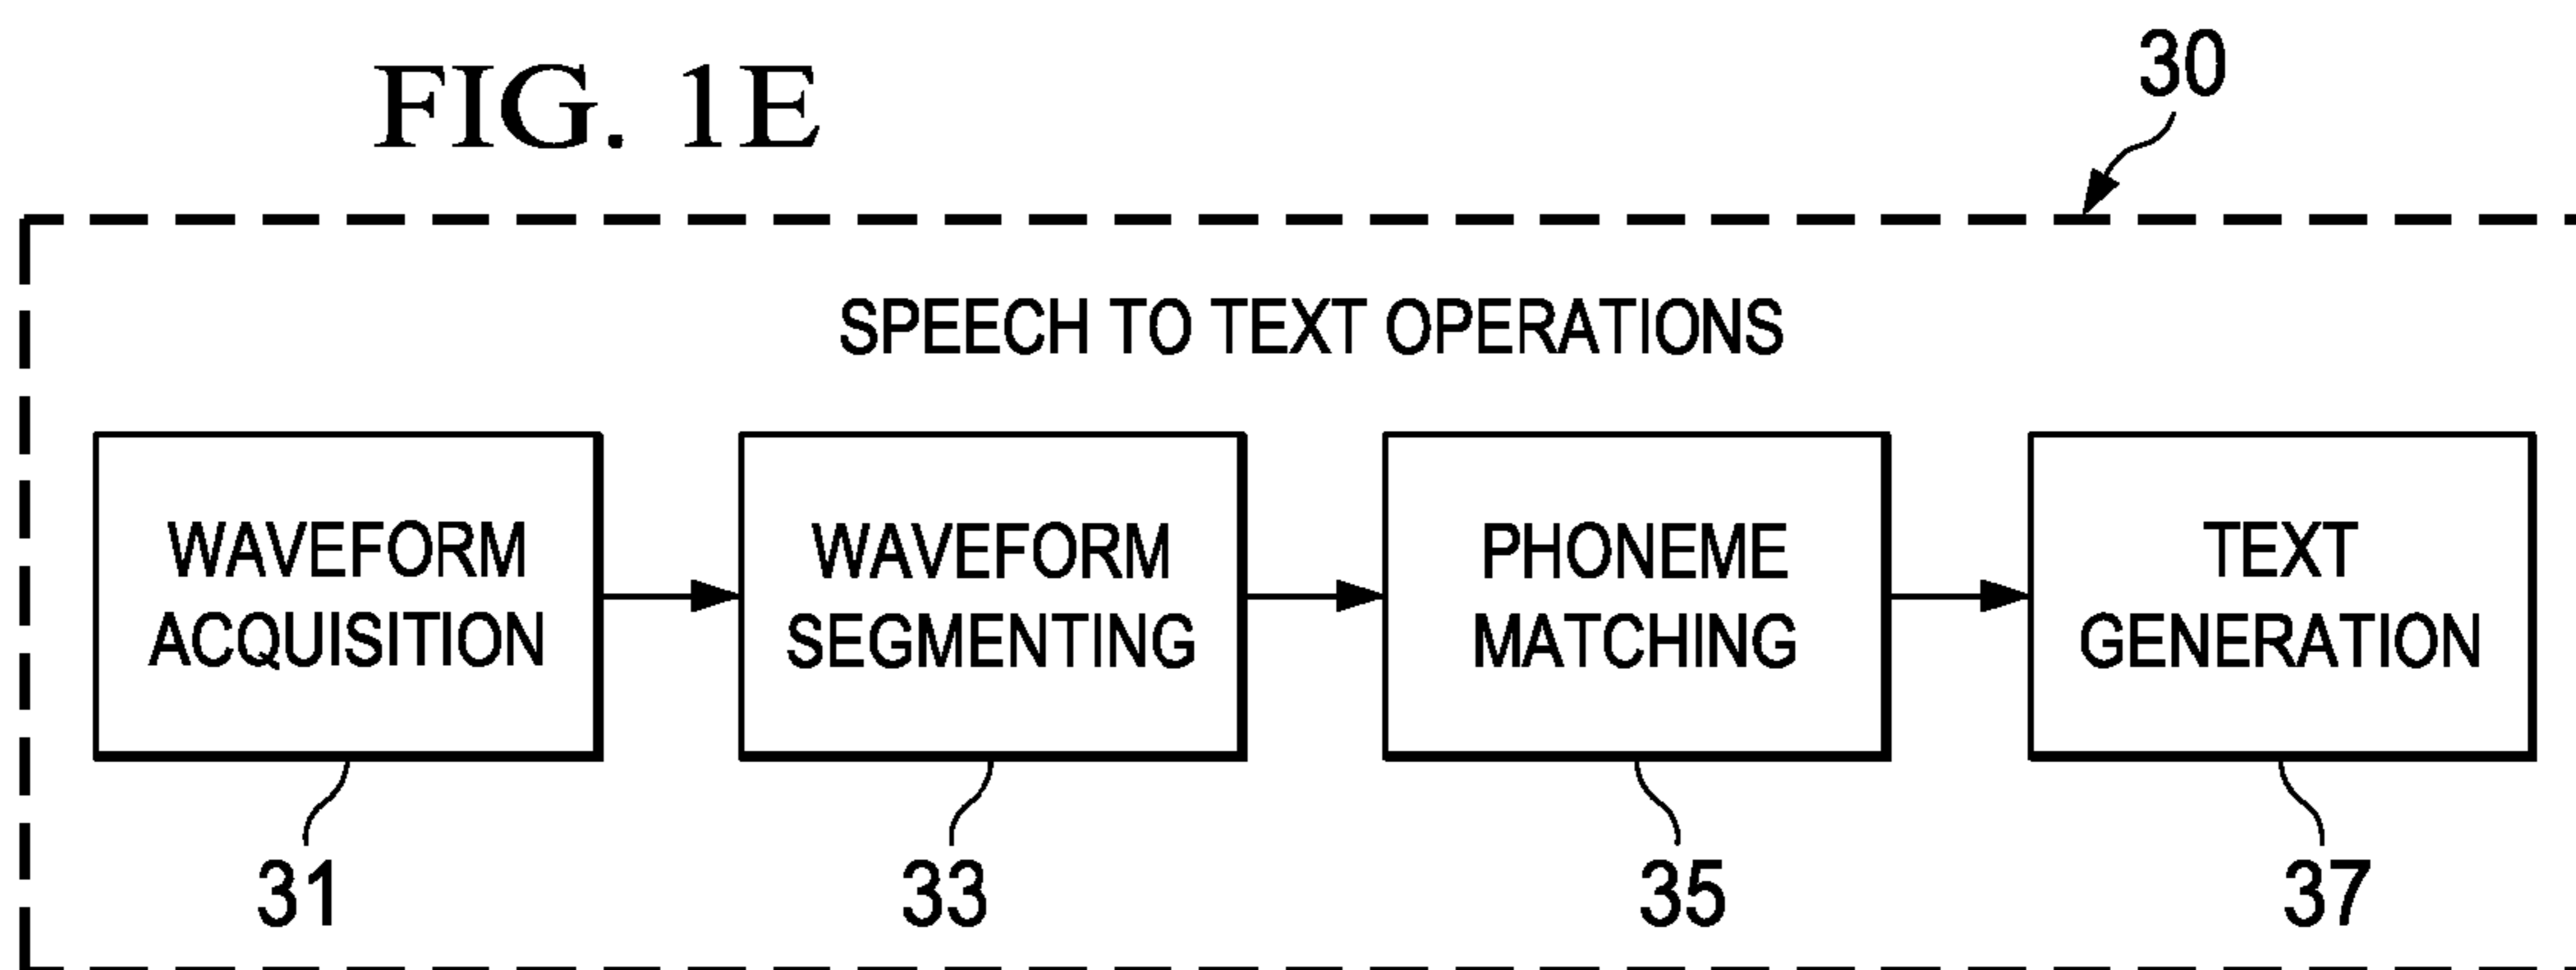 FIG. 1E
30
SPEECH TO TEXT OPERATIONS
WAVEFORM
ACQUISITION
WAVEFORM
SEGMENTING
PHONEME
MATCHING
TEXT
GENERATION
31
33
35
37